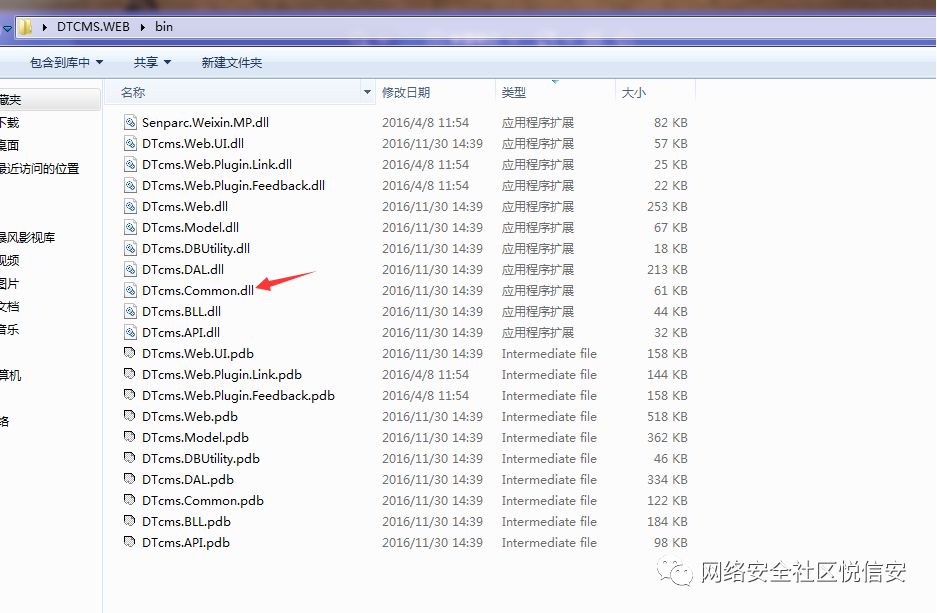 DTCMS.WEB bin
包含到库中 共享 新建文件夹
名称 修改日期 类型 大小
藏夹
下载
桌面
最近访问的位置
暴风影视库
视频
图片
文档
音乐
算机
络
Senparc.Weixin.MP.dll 2016/4/8 11:54 应用程序扩展 82 KB
DTcms.Web.UI.dll 2016/11/30 14:39 应用程序扩展 57 KB
DTcms.Web.Plugin.Link.dll 2016/4/8 11:54 应用程序扩展 25 KB
DTcms.Web.Plugin.Feedback.dll 2016/4/8 11:54 应用程序扩展 22 KB
DTcms.Web.dll 2016/11/30 14:39 应用程序扩展 253 KB
DTcms.Model.dll 2016/11/30 14:39 应用程序扩展 67 KB
DTcms.DBUtility.dll 2016/11/30 14:39 应用程序扩展 18 KB
DTcms.DAL.dll 2016/11/30 14:39 应用程序扩展 213 KB
DTcms.Common.dll 2016/11/30 14:39 应用程序扩展 61 KB
DTcms.BLL.dll 2016/11/30 14:39 应用程序扩展 44 KB
DTcms.API.dll 2016/11/30 14:39 应用程序扩展 32 KB
DTcms.Web.UI.pdb 2016/11/30 14:39 Intermediate file 158 KB
DTcms.Web.Plugin.Link.pdb 2016/4/8 11:54 Intermediate file 144 KB
DTcms.Web.Plugin.Feedback.pdb 2016/4/8 11:54 Intermediate file 158 KB
DTcms.Web.pdb 2016/11/30 14:39 Intermediate file 518 KB
DTcms.Model.pdb 2016/11/30 14:39 Intermediate file 362 KB
DTcms.DBUtility.pdb 2016/11/30 14:39 Intermediate file 46 KB
DTcms.DAL.pdb 2016/11/30 14:39 Intermediate file 334 KB
DTcms.Common.pdb 2016/11/30 14:39 Intermediate file 122 KB
DTcms.BLL.pdb 2016/11/30 14:39 Intermediate file 184 KB
DTcms.API.pdb 2016/11/30 14:39 Intermediate file 98 KB
网络安全社区悦信安